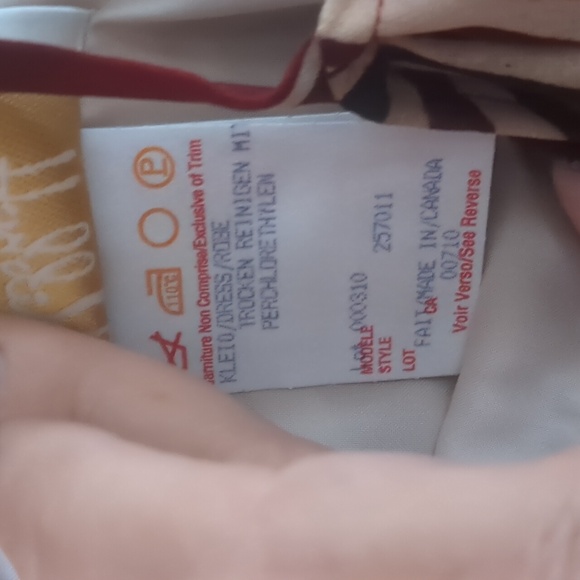 P
110°C
Garniture Non Comprise/Exclusive of Trim
KLEID/DRESS/ROBE
TROCKEN REINIGEN MIT
PERCHLORETHYLEN
000310
MODELE
STYLE 257011
LOT
FAIT/MADE IN/CANADA
CA 00710
Voir Verso/See Reverse